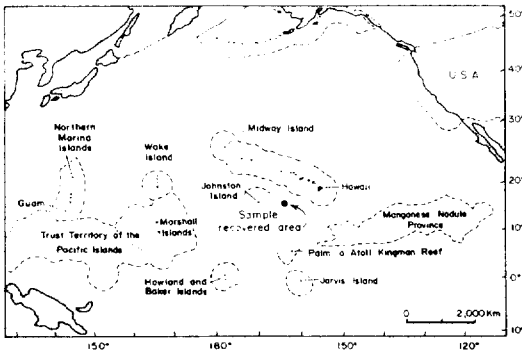 50°
U S A
40°
30°
Northern
Marina
Islands
Wake
Island
Midway Island
Johnston
Island
Hawaii
20°
Guam
Sample
recovered area
Marshall
Islands
Manganese Nodule
Province
Trust Territory of the
Pacific Islands
10°
Palm a Atoll Kingman Reef
Howland and
Baker Islands
Jarvis Island
0°
0 2,000 Km
10°
150° 180° 150° 120°